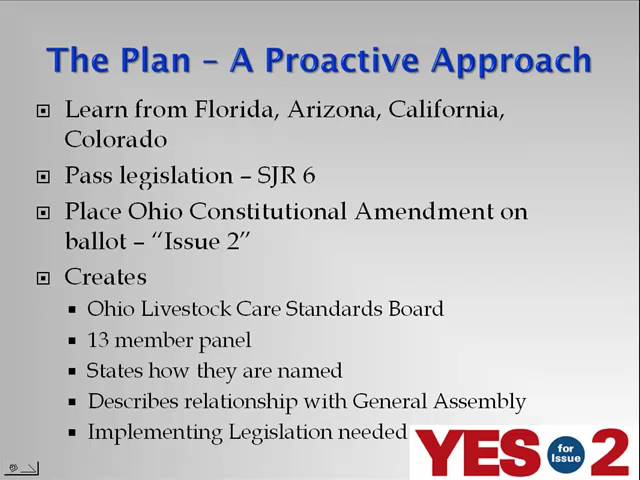 The Plan – A Proactive Approach
Learn from Florida, Arizona, California,
Colorado
Pass legislation – SJR 6
Place Ohio Constitutional Amendment on
ballot – “Issue 2”
Creates
Ohio Livestock Care Standards Board
13 member panel
States how they are named
Describes relationship with General Assembly
Implementing Legislation needed
YES for Issue 2